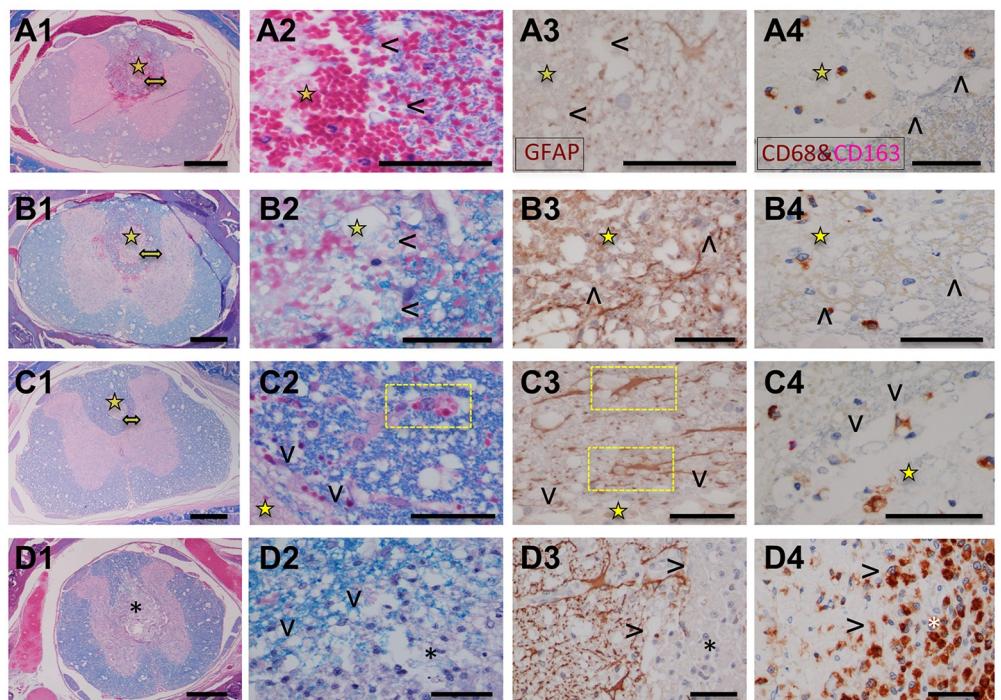 A1 A2 A3 A4
GFAP CD68&CD163
B1 B2 B3 B4
C1 C2 C3 C4
D1 D2 D3 D4